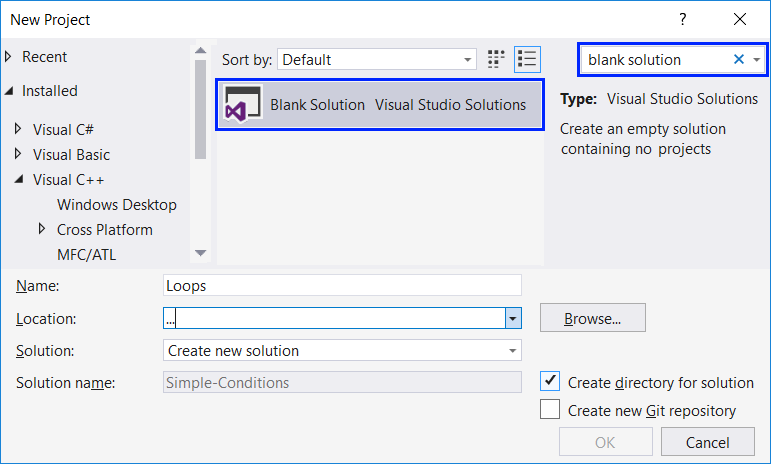 New Project
?
Recent
Installed
Visual C#
Visual Basic
Visual C++
Windows Desktop
Cross Platform
MFC/ATL
Sort by: Default
Blank Solution Visual Studio Solutions
blank solution
Type: Visual Studio Solutions
Create an empty solution
containing no projects
Name: Loops
Location: ...
Browse...
Solution: Create new solution
Solution name: Simple-Conditions
Create directory for solution
Create new Git repository
OK
Cancel